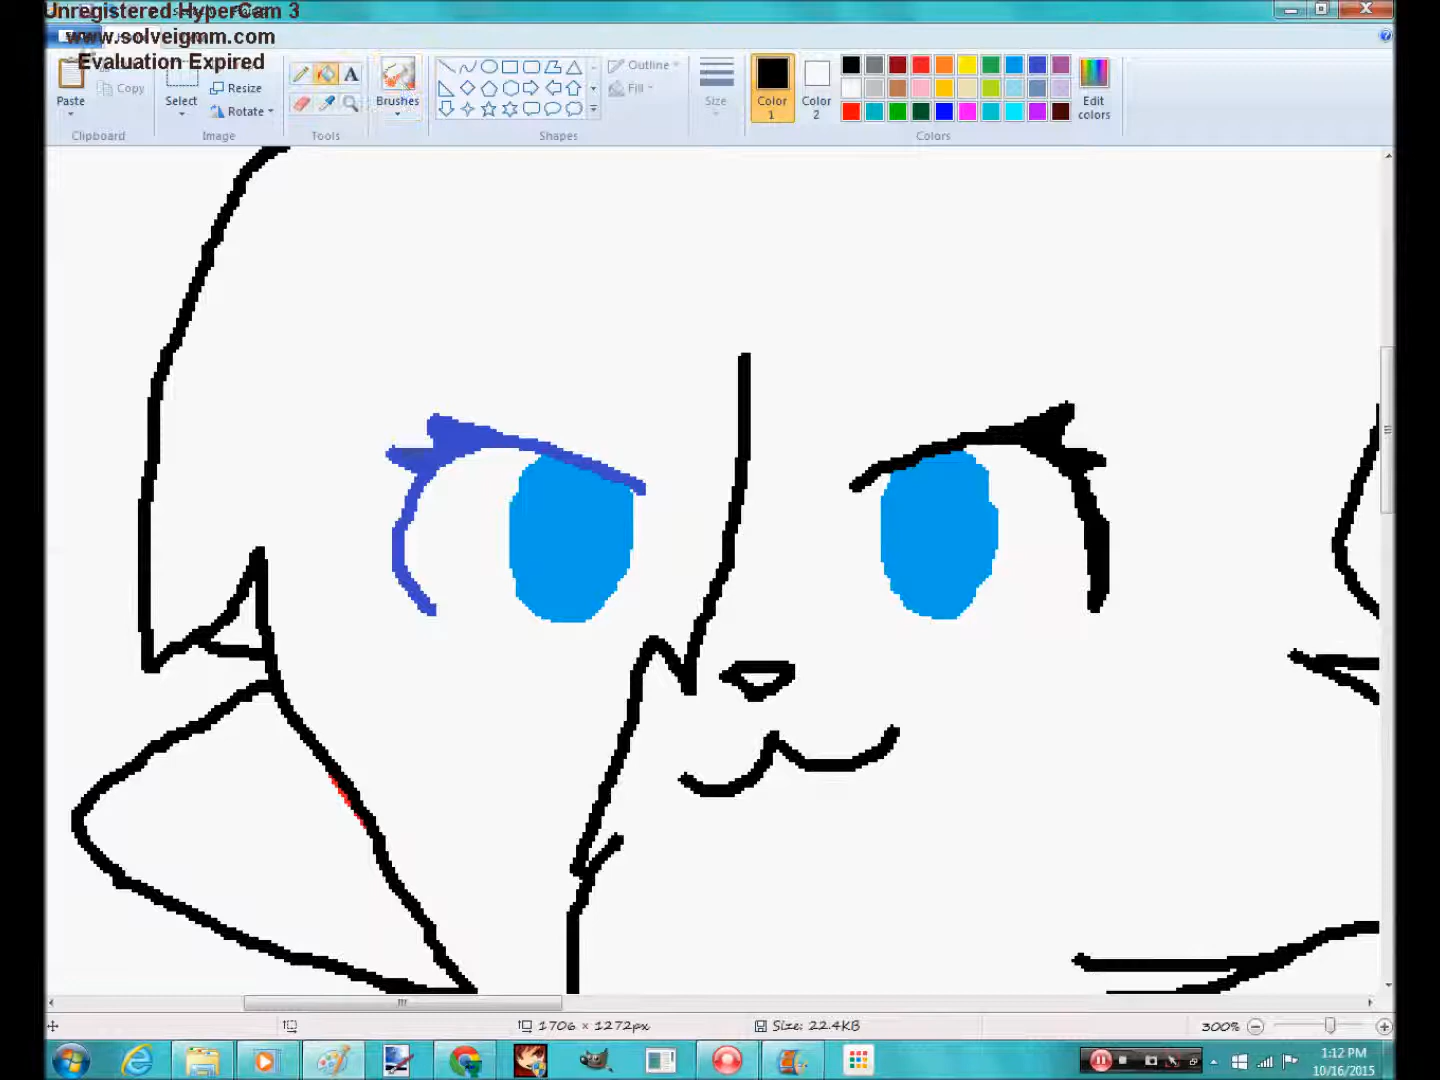 Unregistered HyperCam 3
www.solveigmm.com
Evaluation Expired
Paste
Copy
Clipboard
Select
Resize
Rotate
Image
A
Tools
Brushes
Outline
Fill
Shapes
Size
Color
1
Color
2
Edit
colors
Colors
1706 × 1272px
Size: 22.4KB
300%
1:12 PM
10/16/2015